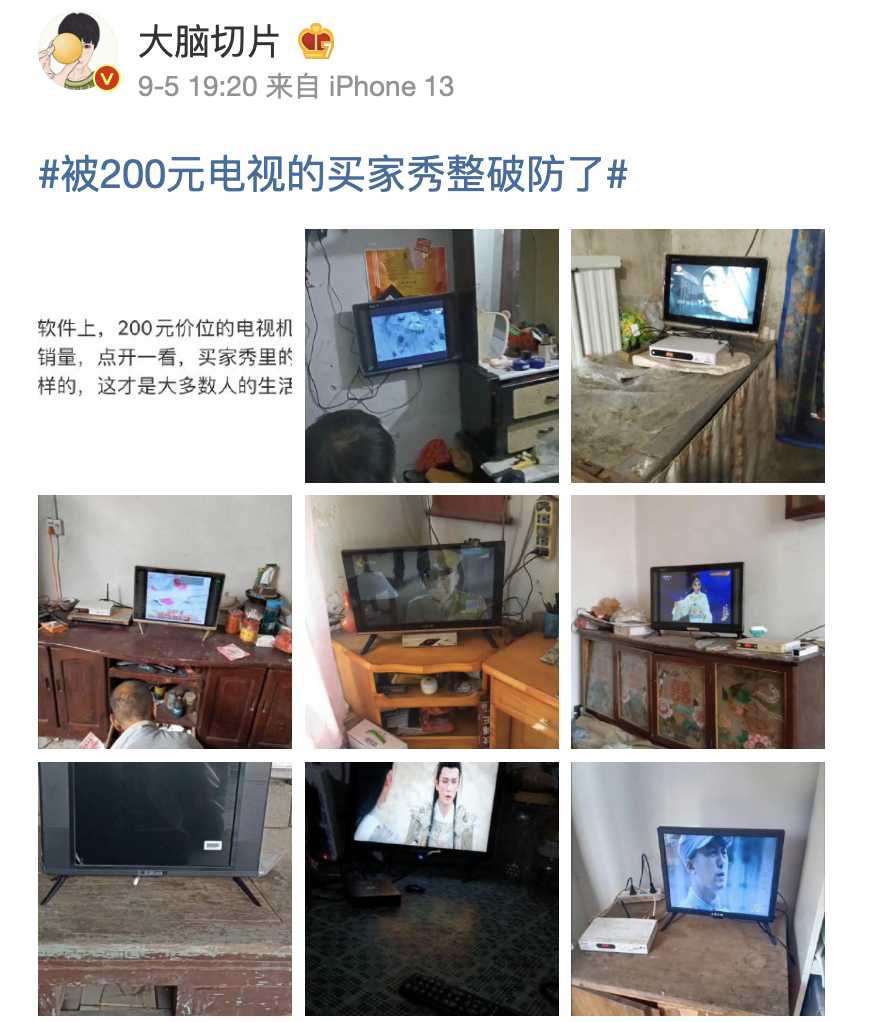 大脑切片
9-5 19:20 来自 iPhone 13
#被200元电视的买家秀整破防了#
软件上，200元价位的电视机
销量，点开一看，买家秀里的
样的，这才是大多数人的生活